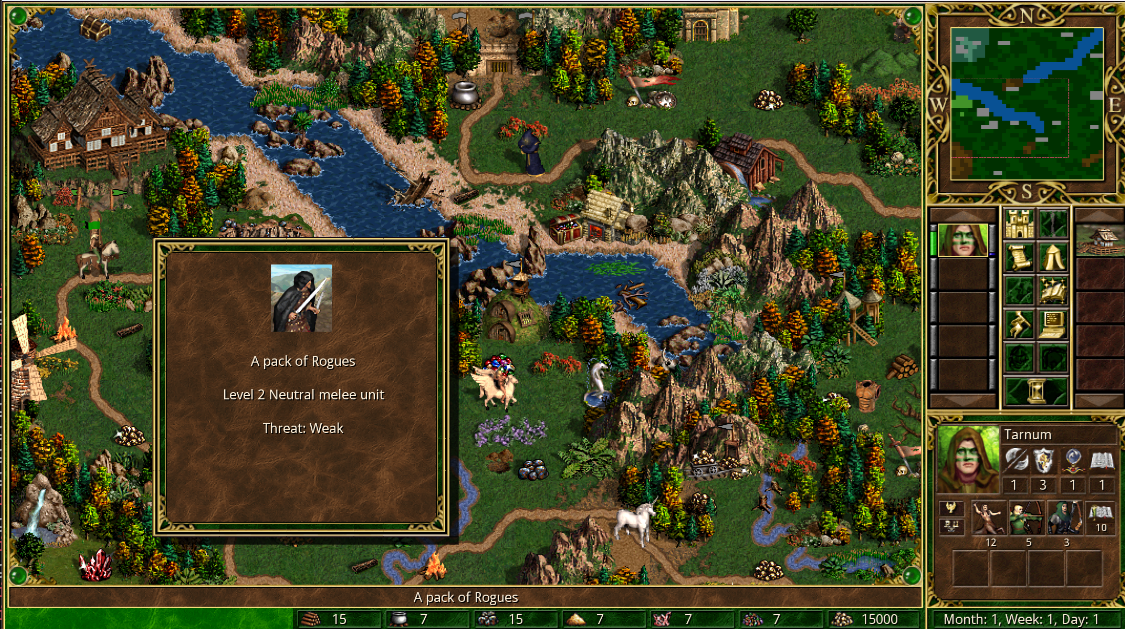 N
W
E
S
A pack of Rogues
Level 2 Neutral melee unit
Threat: Weak
Tarnum
1 3 1 1
10
12 5 3
A pack of Rogues
15 7 15 7 7 7 15000
Month: 1, Week: 1, Day: 1